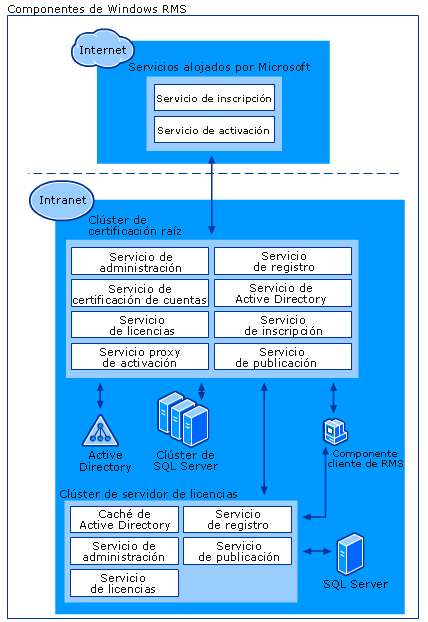 Componentes de Windows RMS
Internet
Servicios alojados por Microsoft
Servicio de inscripción
Servicio de activación
Intranet
Clúster de
certificación raíz
Servicio de
administración
Servicio
de registro
Servicio de
certificación de cuentas
Servicio de
Active Directory
Servicio
de licencias
Servicio
de inscripción
Servicio proxy
de activación
Servicio
de publicación
Active
Directory
Clúster de
SQL Server
Componente
cliente de RMS
Clúster de servidor de licencias
Caché de
Active Directory
Servicio
de registro
Servicio de
administración
Servicio
de publicación
Servicio
de licencias
SQL Server